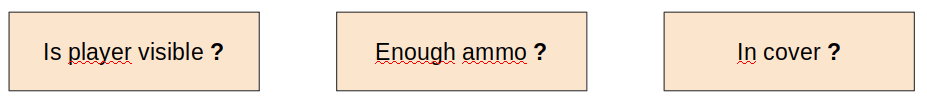 Is player visible ?
Enough ammo ?
In cover ?